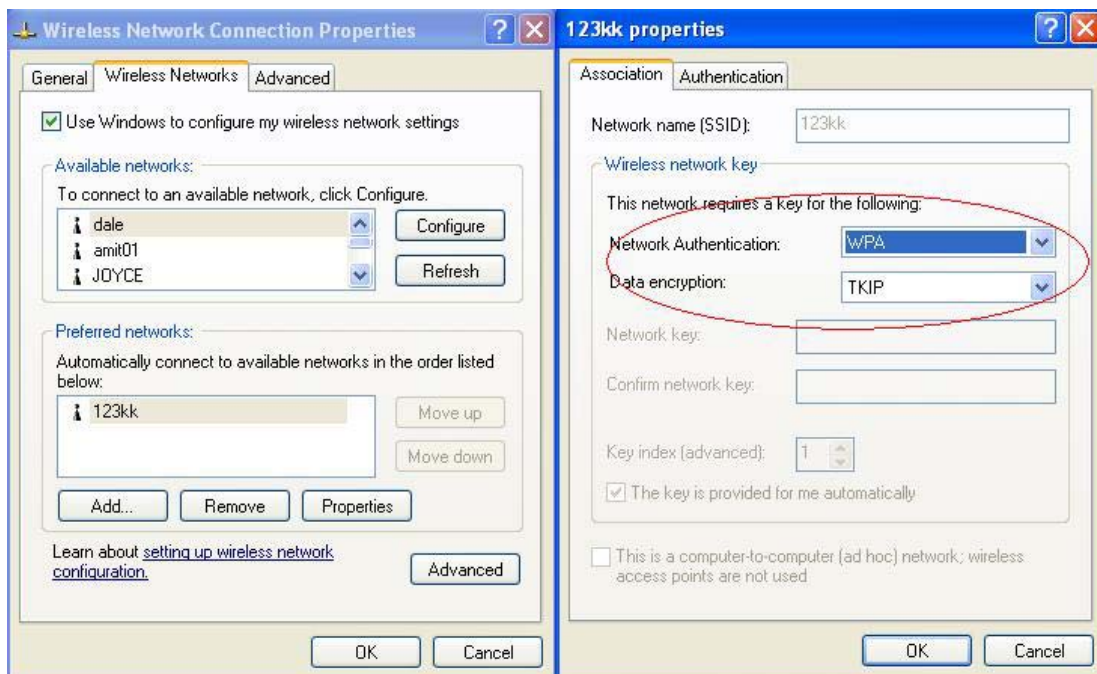 Wireless Network Connection Properties
General
Wireless Networks
Advanced
Use Windows to configure my wireless network settings
Available networks:
To connect to an available network, click Configure.
dale
amit01
JOYCE
Configure
Refresh
Preferred networks:
Automatically connect to available networks in the order listed
below:
123kk
Move up
Move down
Add...
Remove
Properties
Learn about setting up wireless network
configuration.
Advanced
OK
Cancel
123kk properties
Association
Authentication
Network name (SSID):
123kk
Wireless network key
This network requires a key for the following:
Network Authentication:
WPA
Data encryption:
TKIP
Network key:
Confirm network key:
Key index (advanced):
1
The key is provided for me automatically
This is a computer-to-computer (ad hoc) network; wireless
access points are not used
OK
Cancel